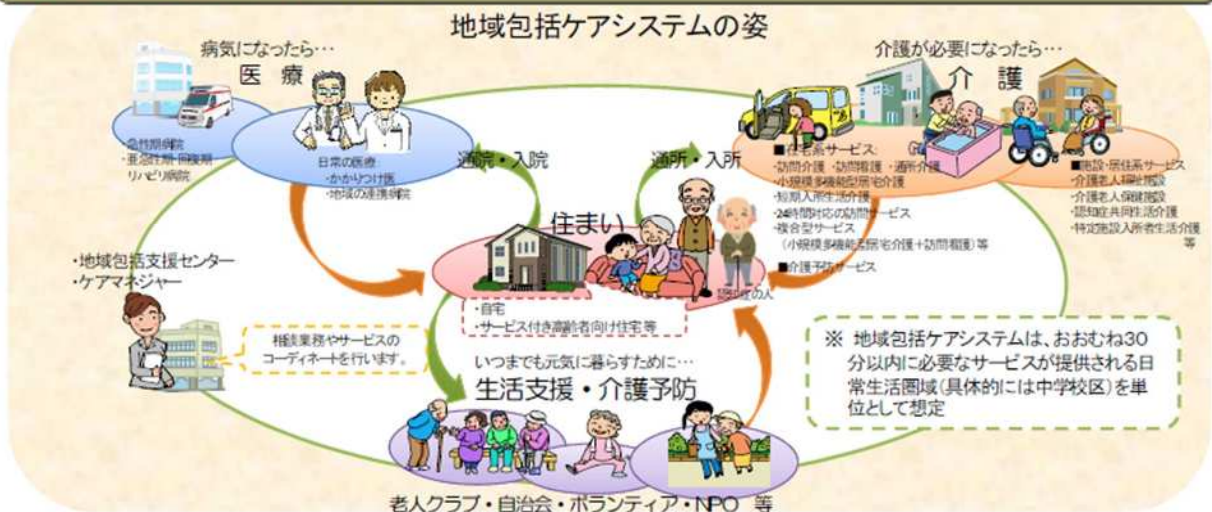 地域包括ケアシステムの姿
病気になったら…
医 療
介護が必要になったら…
介 護
・急性期病院
・亜急性期・回復期
リハビリ病院
日常の医療:
・かかりつけ医
・地域の連携病院
通院・入院
通所・入所
■在宅系サービス:
・訪問介護 ・訪問看護 ・通所介護
・小規模多機能型居宅介護
・短期入所生活介護
・24時間対応の訪問サービス
・複合型サービス
（小規模多機能型居宅介護＋訪問看護）等
■介護予防サービス
■施設・居住系サービス
・介護老人福祉施設
・介護老人保健施設
・認知症共同生活介護
・特定施設入所者生活介護
等
住まい
認知症の人
・自宅
・サービス付き高齢者向け住宅 等
・地域包括支援センター
・ケアマネジャー
相談業務やサービスの
コーディネートを行います。
いつまでも元気に暮らすために…
生活支援・介護予防
老人クラブ・自治会・ボランティア・NPO 等
※ 地域包括ケアシステムは、おおむね30
分以内に必要なサービスが提供される日
常生活圏域（具体的には中学校区）を単
位として想定